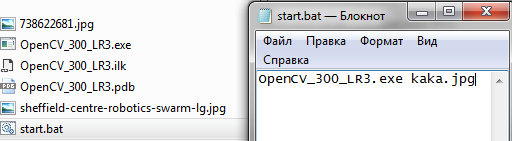 738622681.jpg
OpenCV_300_LR3.exe
OpenCV_300_LR3.ilk
OpenCV_300_LR3.pdb
sheffield-centre-robotics-swarm-lg.jpg
start.bat
start.bat — Блокнот
Файл Правка Формат Вид
Справка
OpenCV_300_LR3.exe kaka.jpg